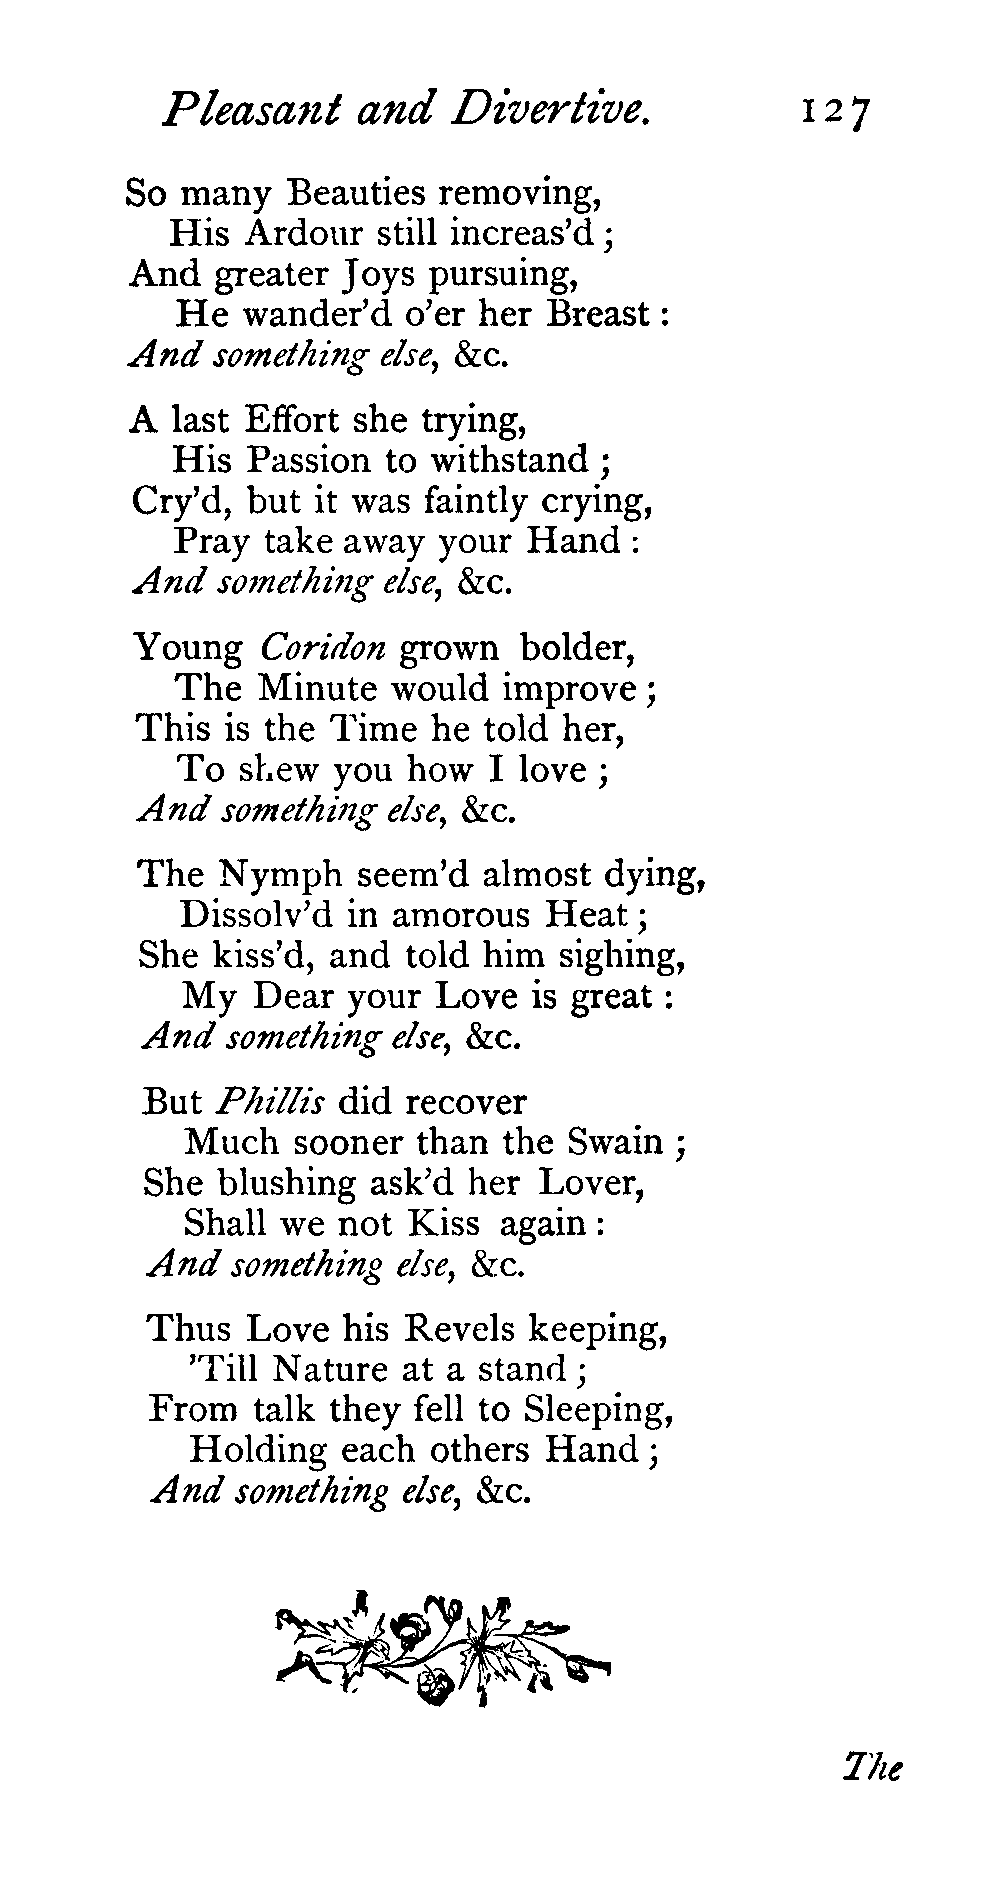 Pleasant and Divertive. 127
So many Beauties removing,
His Ardour still increas'd ;
And greater Joys pursuing,
He wander'd o'er her Breast :
And something else, &c.
A last Effort she trying,
His Passion to withstand ;
Cry'd, but it was faintly crying,
Pray take away your Hand :
And something else, &c.
Young Coridon grown bolder,
The Minute would improve ;
This is the Time he told her,
To shew you how I love ;
And something else, &c.
The Nymph seem'd almost dying,
Dissolv'd in amorous Heat ;
She kiss'd, and told him sighing,
My Dear your Love is great :
And something else, &c.
But Phillis did recover
Much sooner than the Swain ;
She blushing ask'd her Lover,
Shall we not Kiss again :
And something else, &c.
Thus Love his Revels keeping,
'Till Nature at a stand ;
From talk they fell to Sleeping,
Holding each others Hand ;
And something else, &c.
The